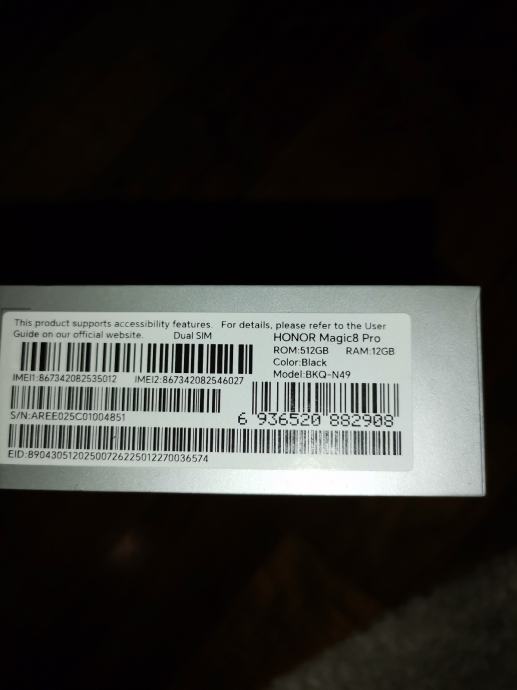 This product supports accessibility features. For details, please refer to the User
Guide on our official website. Dual SIM
HONOR Magic8 Pro
ROM:512GB RAM:12GB
Color:Black
Model:BKQ-N49
IMEI1:867342082535012 IMEI2:867342082546027
S/N:AREE025C01004851
6 936520 882908
EID:89043051202500726225012270036574